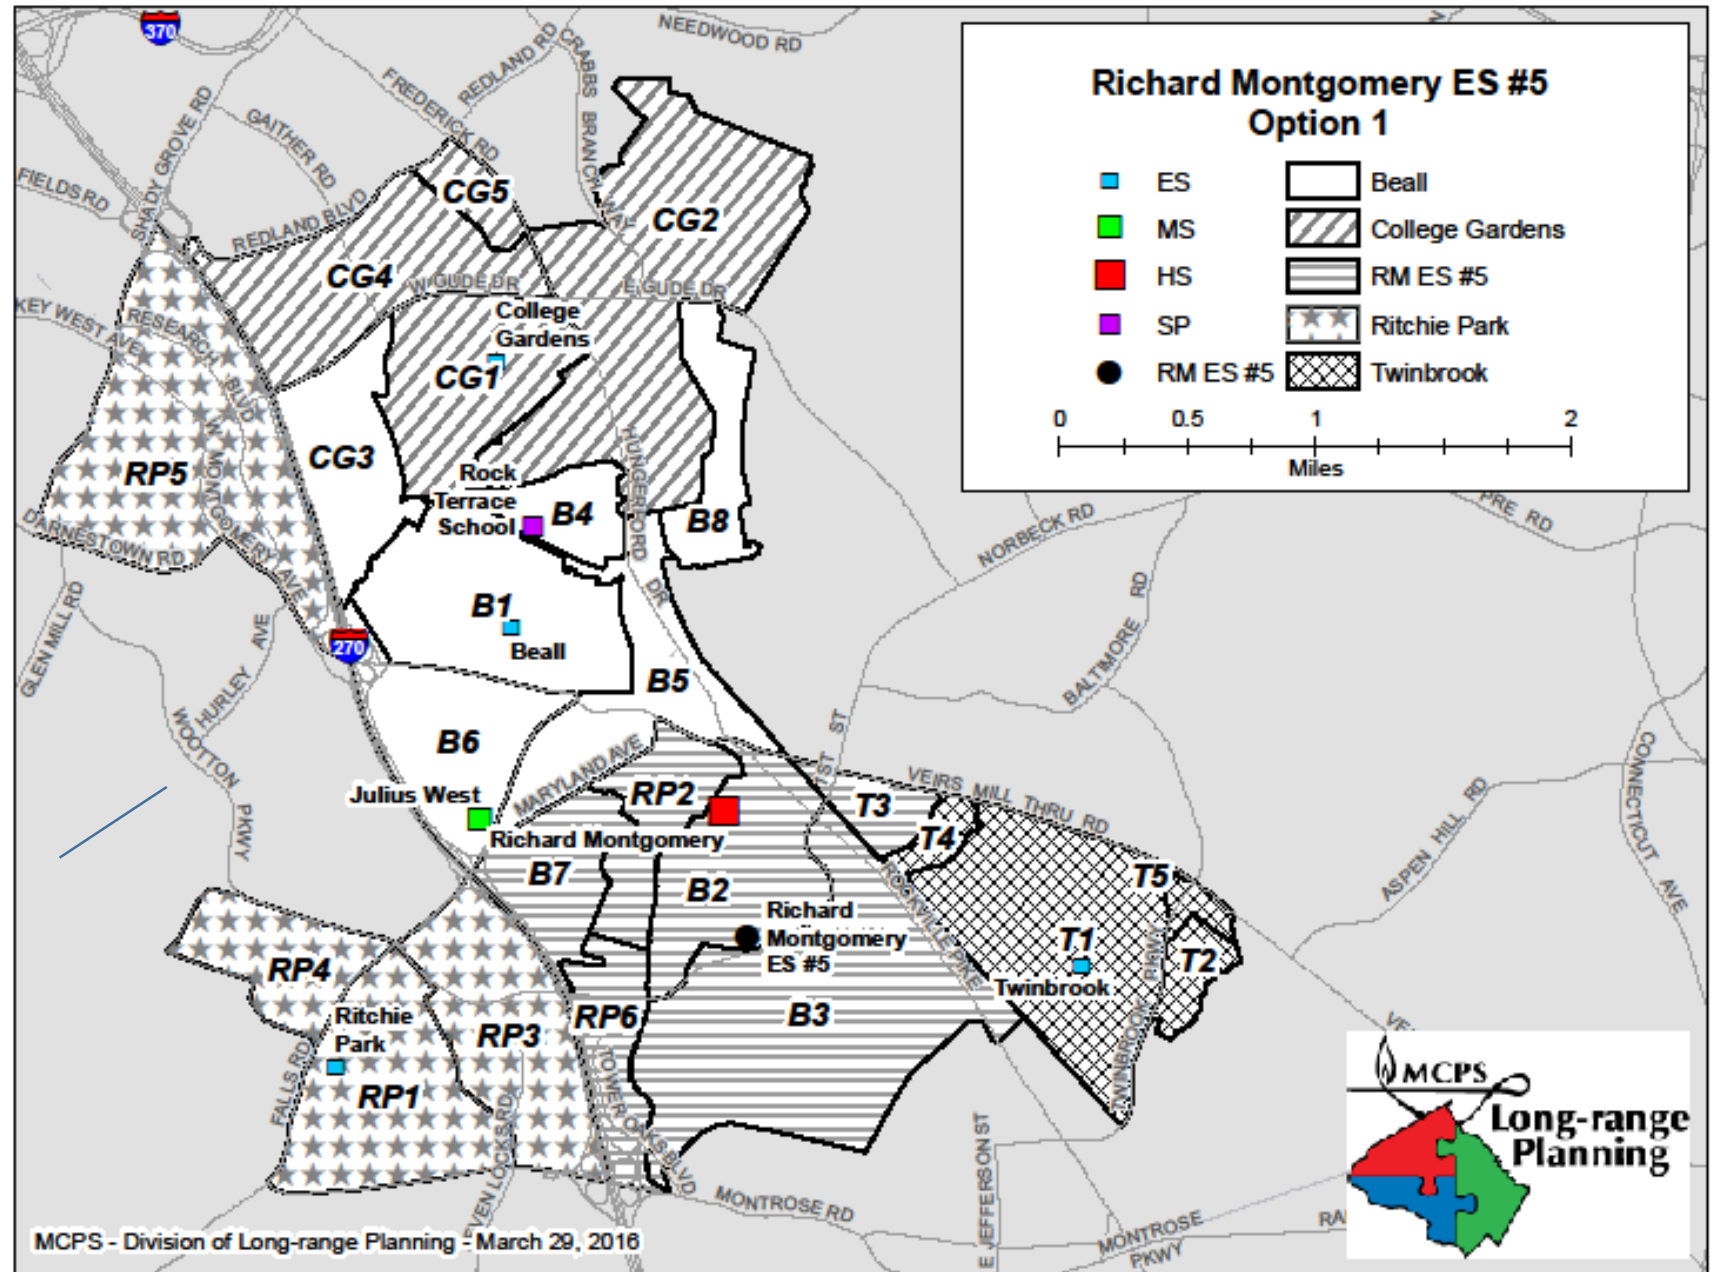 370
NEEDWOOD RD
REDLAND RD
CRABBS BRANCH WAY
FREDERICK RD
SHADY GROVE RD
GAITHER RD
FIELDS RD
REDLAND BLVD
Richard Montgomery ES #5
Option 1
ES
MS
HS
SP
RM ES #5
Beall
College Gardens
RM ES #5
Ritchie Park
Twinbrook
0
0.5
1
2
Miles
CG5
CG2
CG4
W GUDE DR
E GUDE DR
KEY WEST AVE
RESEARCH BLVD
College
Gardens
CG1
CG3
RP5
W MONTGOMERY AVE
DARNESTOWN RD
HUNGERFORD DR
Rock
Terrace
School
B4
B8
NORBECK RD
PRE RD
GLEN MILL RD
HURLEY AVE
270
B1
Beall
B5
BALTIMORE RD
1ST ST
WOOTTON PKWY
B6
MARYLAND AVE
Julius West
RP2
Richard Montgomery
VEIRS MILL THRU RD
T3
T4
T5
ASPEN HILL RD
CONNECTICUT AVE
B7
B2
ROCKVILLE PIKE
Richard
Montgomery
ES #5
T1
Twinbrook
T2
TWINBROOK PKWY
RP4
Ritchie
Park
RP3
RP6
B3
RP1
FALLS RD
TOWER OAKS BLVD
EVEN LOCKS RD
E JEFFERSON ST
MONTROSE RD
MONTROSE
PKWY
RA
VE
MCPS
Long-range
Planning
MCPS - Division of Long-range Planning - March 29, 2016